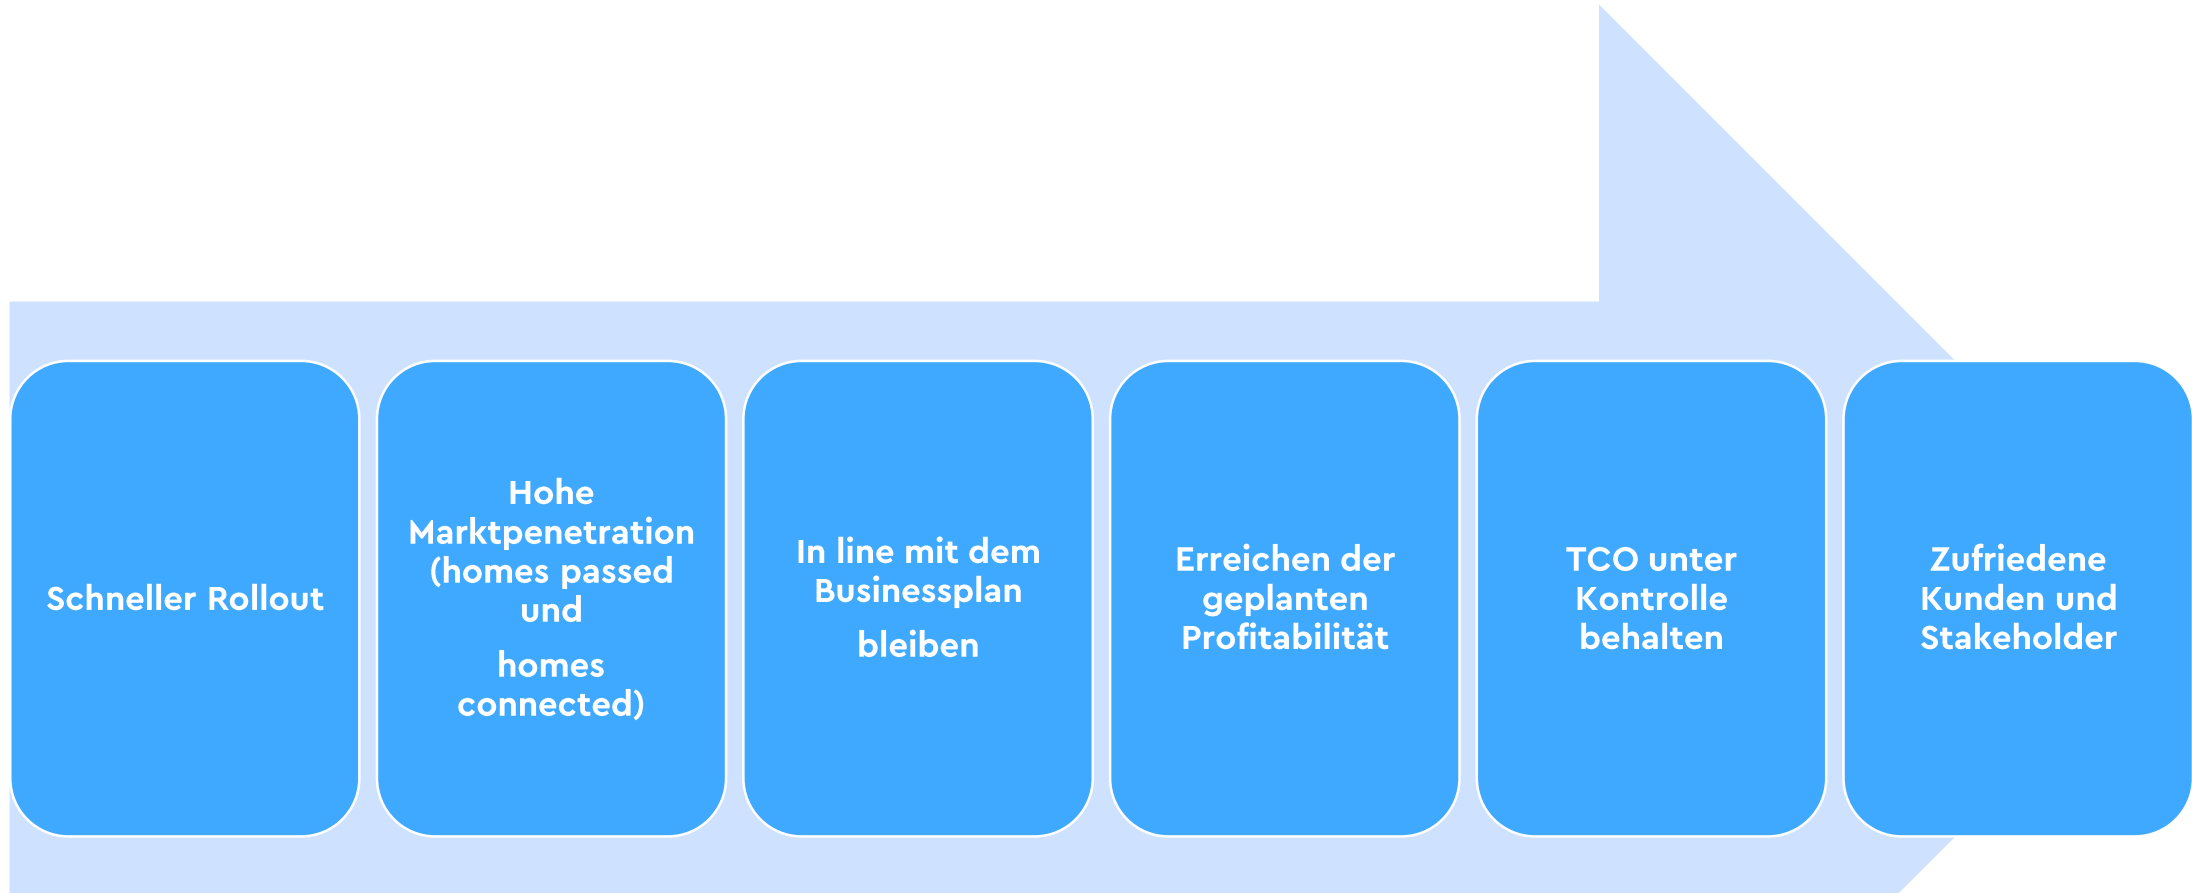 Schneller Rollout
Hohe
Marktpenetration
(homes passed
und
homes
connected)
In line mit dem
Businessplan
bleiben
Erreichen der
geplanten
Profitabilität
TCO unter
Kontrolle
behalten
Zufriedene
Kunden und
Stakeholder